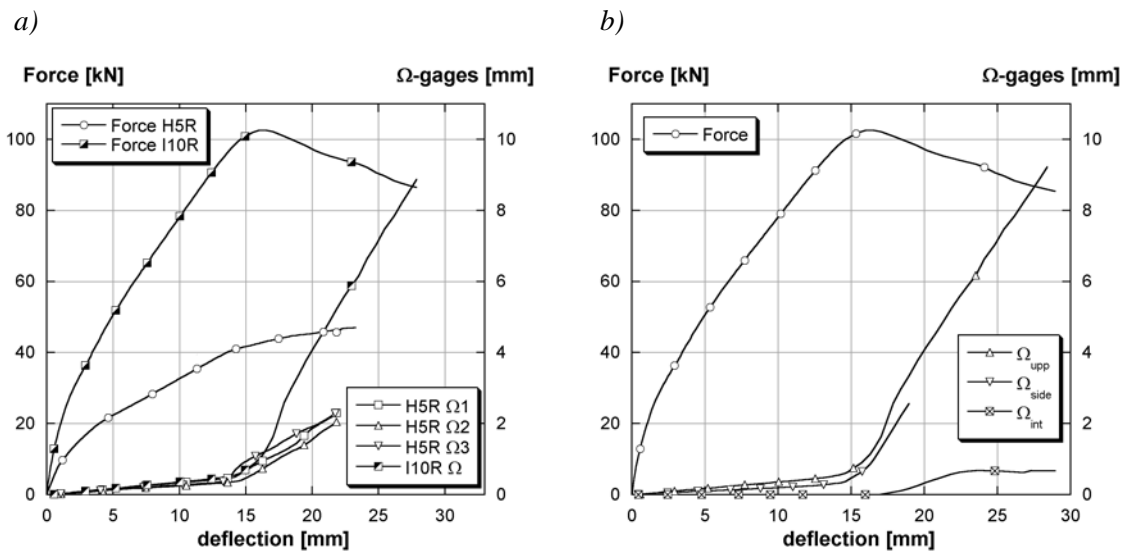 a)
Force [kN]
Ω-gages [mm]
Force H5R
Force I10R
100
80
60
40
20
0
10
8
6
4
2
0
H5R Ω1
H5R Ω2
H5R Ω3
I10R Ω
0 5 10 15 20 25 30
deflection [mm]
b)
Force [kN]
Ω-gages [mm]
Force
100
80
60
40
20
0
10
8
6
4
2
0
Ωupp
Ωside
Ωint
0 5 10 15 20 25 30
deflection [mm]